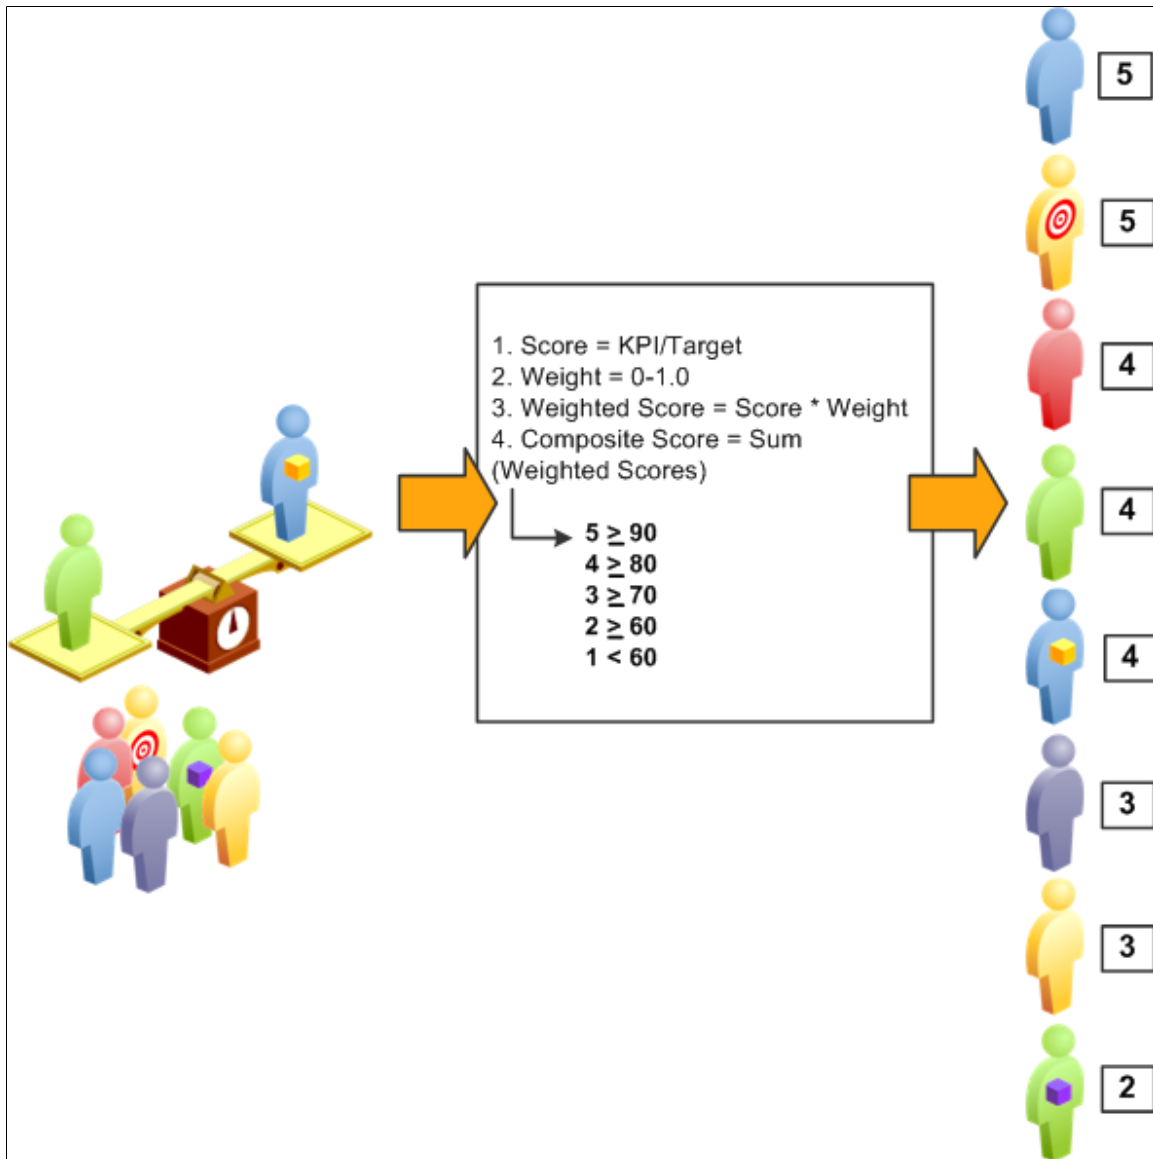 1. Score = KPI/Target
2. Weight = 0-1.0
3. Weighted Score = Score * Weight
4. Composite Score = Sum
(Weighted Scores)
5 ≥ 90
4 ≥ 80
3 ≥ 70
2 ≥ 60
1 < 60
5
5
4
4
4
3
3
2